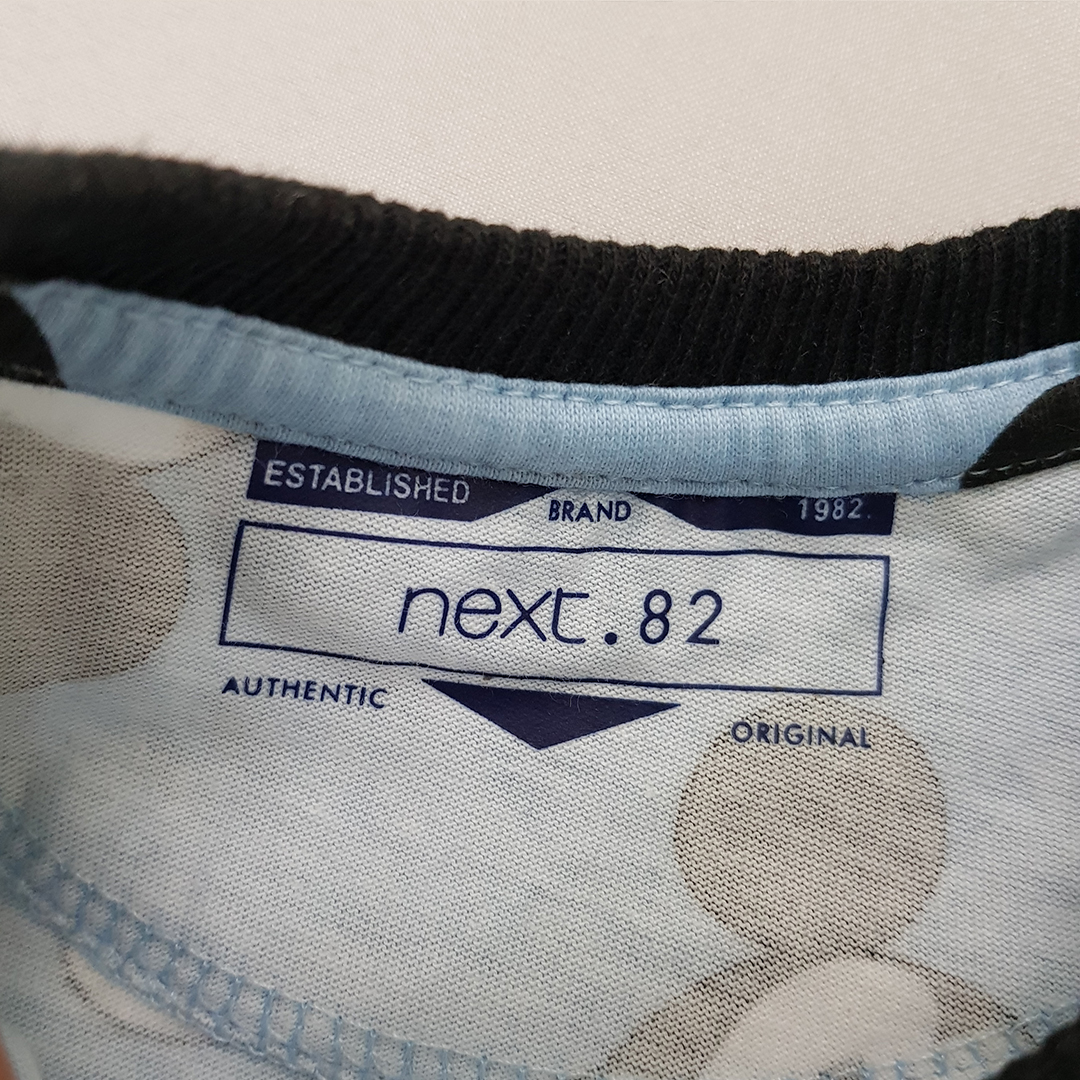 ESTABLISHED BRAND 1982.
next.82
AUTHENTIC ORIGINAL